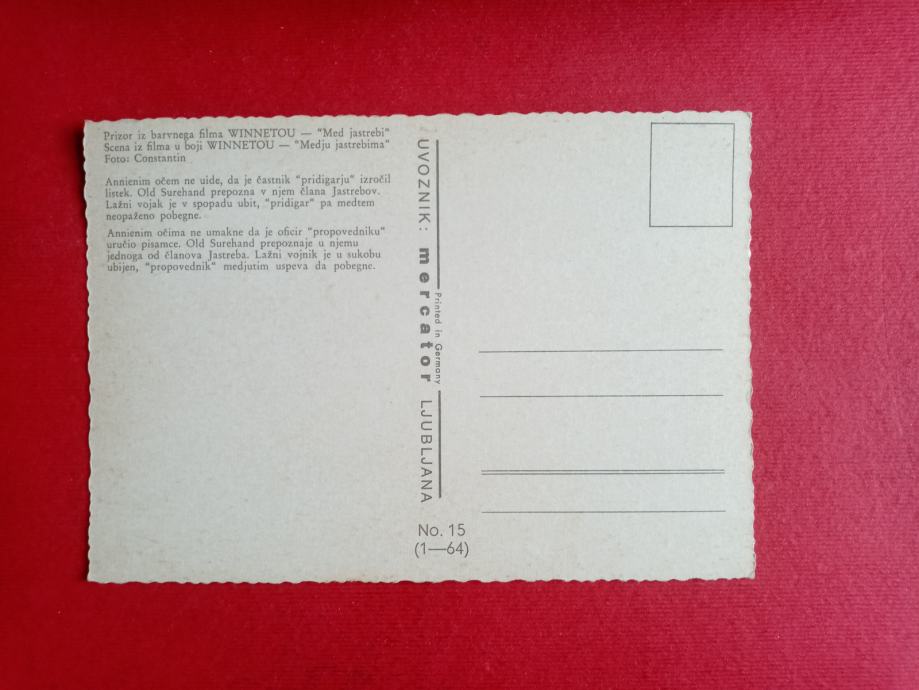 Prizor iz barvnega filma WINNETOU — "Med jastrebi"
Scena iz filma u boji WINNETOU — "Medju jastrebima"
Foto: Constantin
Annienim očem ne uide, da je častnik "pridigarju" izročil
listek. Old Surehand prepozna v njem člana Jastrebov.
Lažni vojak je v spopadu ubit, "pridigar" pa medtem
neopaženo pobegne.
Annienim očima ne umakne da je oficir "propovedniku"
uručio pisamce. Old Surehand prepoznaje u njemu
jednoga od članova Jastreba. Lažni vojnik je u sukobu
ubijen, "propovednik" medjutim uspeva da pobegne.
UVOZNIK: mercator LJUBLJANA
Printed in Germany
No. 15
(1—64)